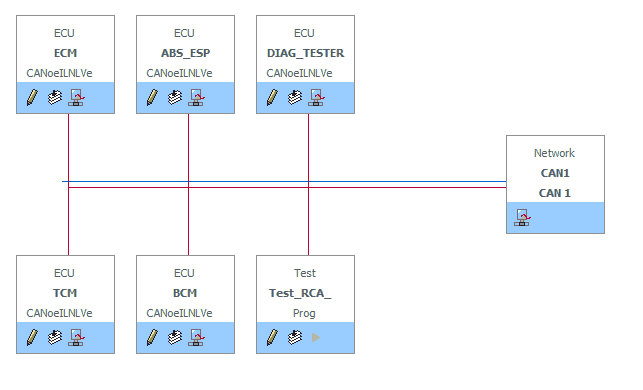 ECU
ECM
CANoeILNLVe
ECU
ABS_ESP
CANoeILNLVe
ECU
DIAG_TESTER
CANoeILNLVe
Network
CAN1
CAN 1
ECU
TCM
CANoeILNLVe
ECU
BCM
CANoeILNLVe
Test
Test_RCA_
Prog